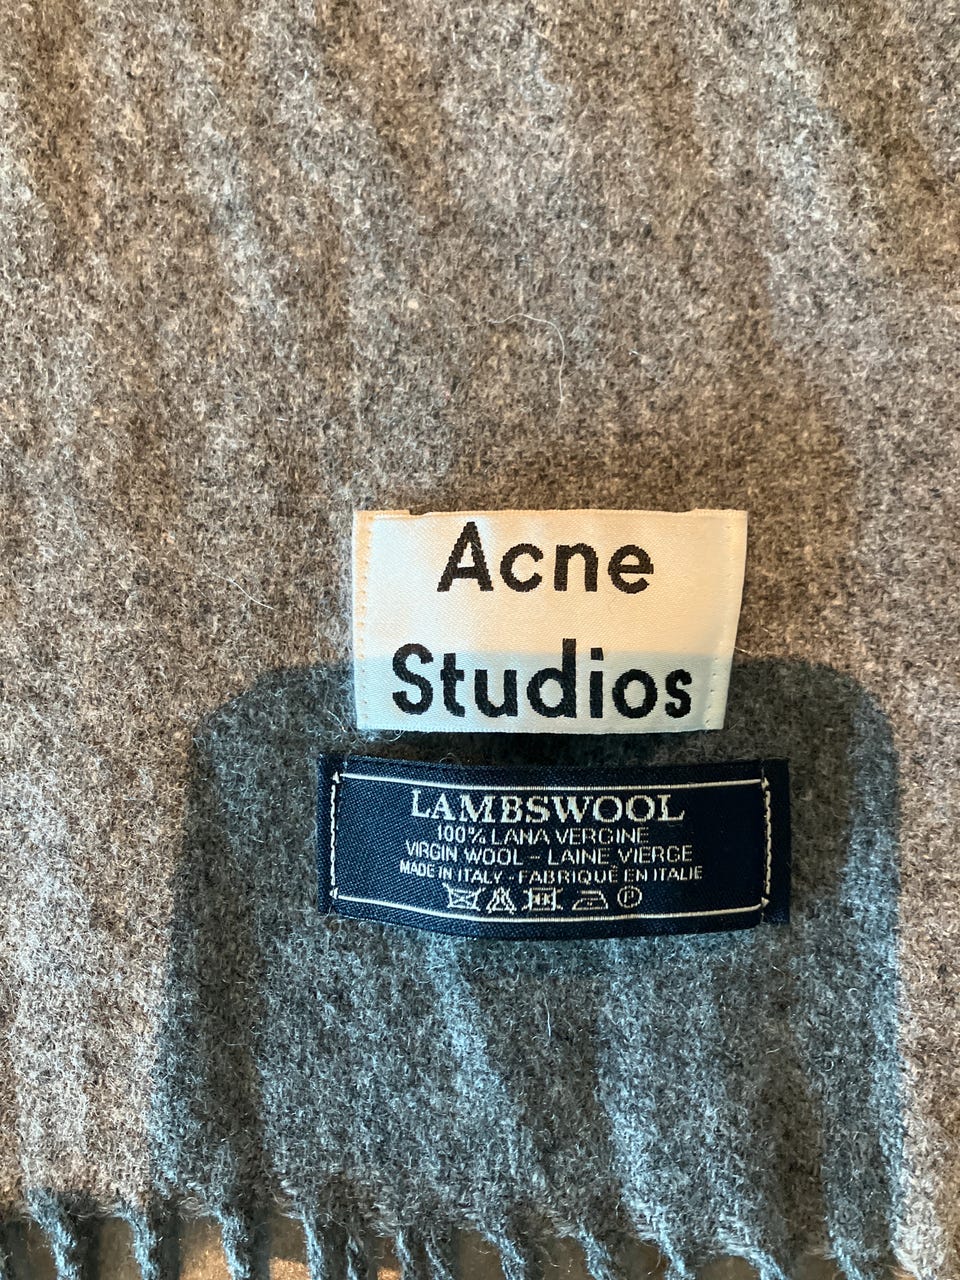 Acne
Studios
LAMBSWOOL
100% LANA VERGINE
VIRGIN WOOL - LAINE VIERGE
MADE IN ITALY - FABRIQUÉ EN ITALIE
P